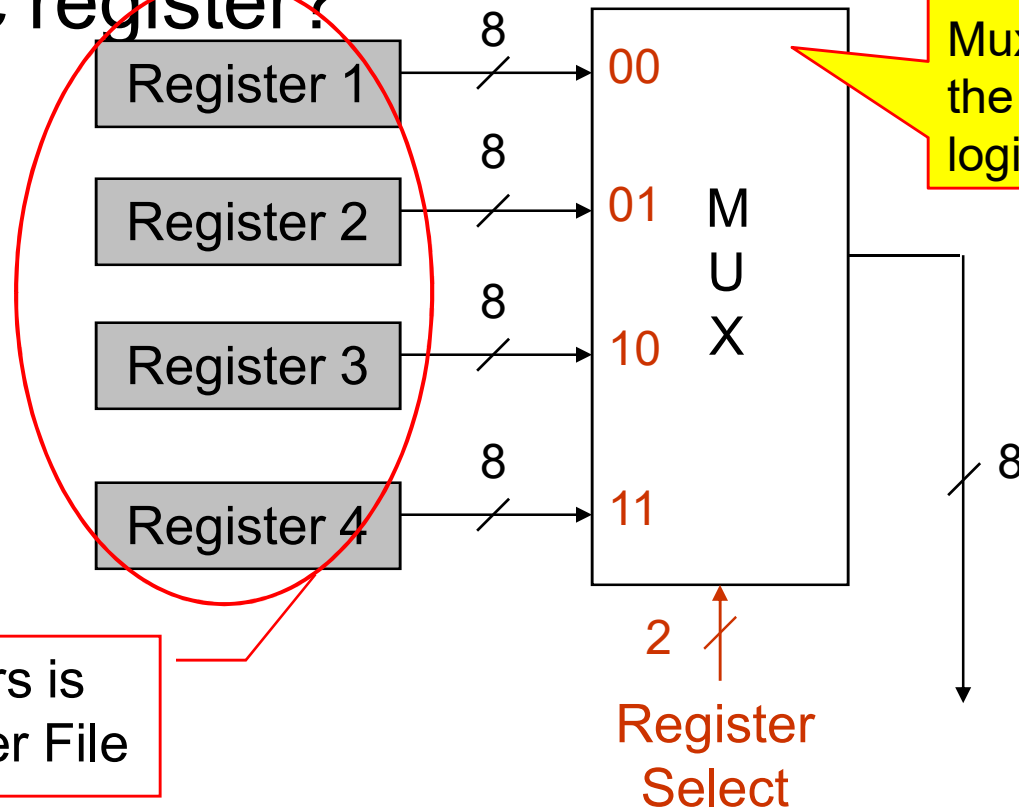 register?
8
Register 1
00
Mux
the
logi
8
Register 2
01
M
U
X
8
Register 3
10
8
Register 4
11
8
2
Register
Select
rs is
er File